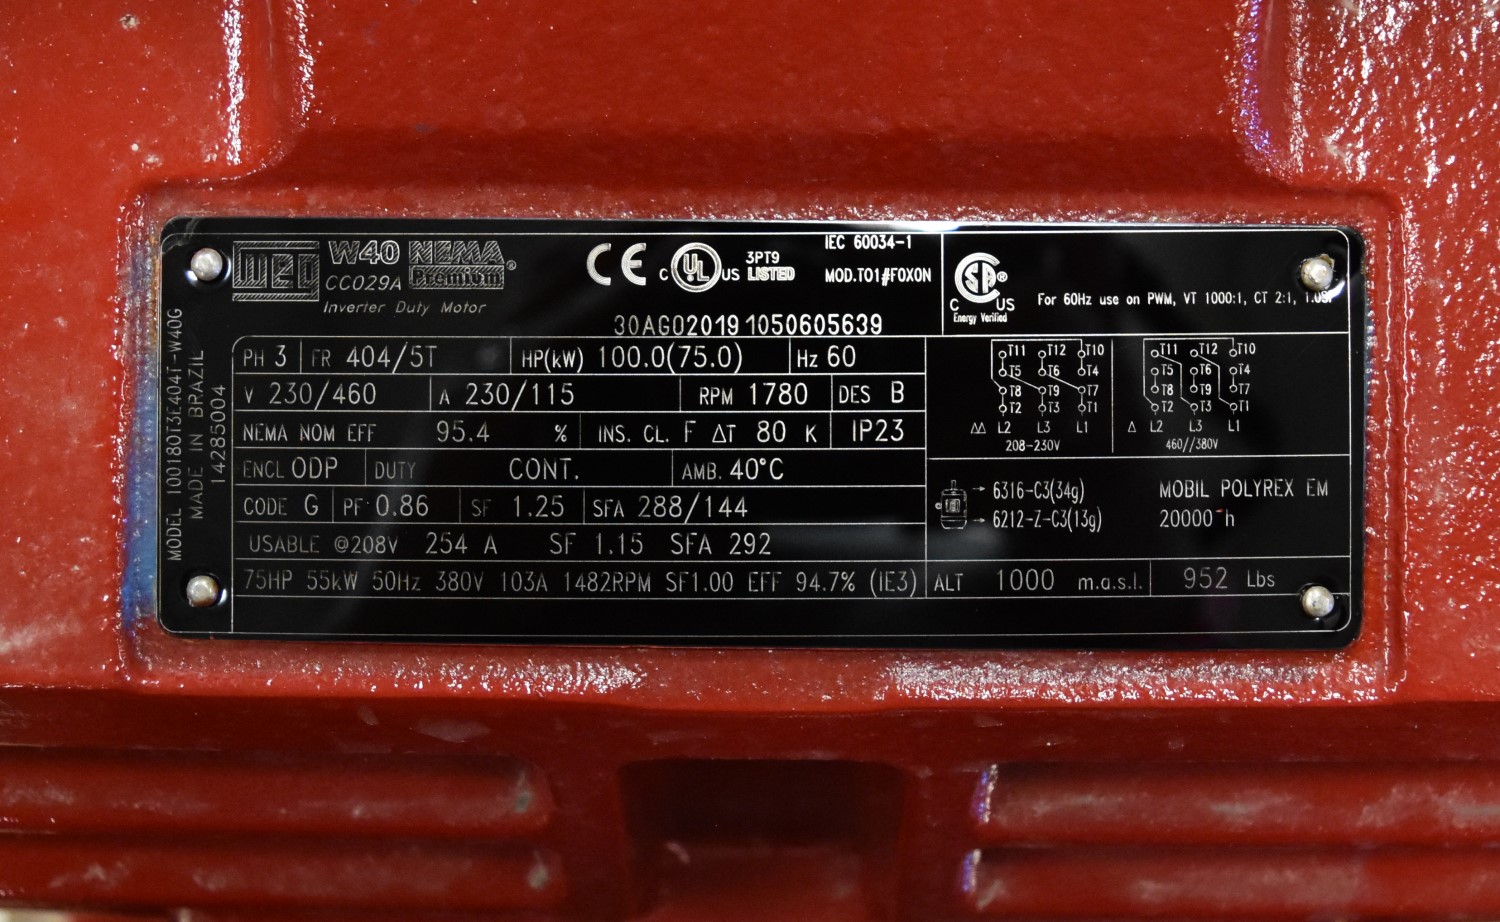 WEG W40 NEMA Premium®
CC029A
Inverter Duty Motor
CE C UL US 3PT9 LISTED
IEC 60034-1
MOD.TO1#FOXON
30AGO2019 1050605639
CSA® C US
Energy Verified
For 60Hz use on PWM, VT 1000:1, CT 2:1,
MODEL 10018OT3E404T-W40G
MADE IN BRAZIL
14285004
PH 3 FR 404/5T HP(kW) 100.0(75.0) Hz 60
V 230/460 A 230/115 RPM 1780 DES B
NEMA NOM EFF 95.4 % INS. CL. F ΔT 80 K IP23
ENCL ODP DUTY CONT. AMB. 40°C
CODE G PF 0.86 SF 1.25 SFA 288/144
USABLE @208V 254 A SF 1.15 SFA 292
75HP 55kW 50Hz 380V 103A 1482RPM SF1.00 EFF 94.7% (IE3)
T11 T12 T10
T5 T6 T4
T8 T9 T7
T2 T3 T1
ΔΔ L2 L3 L1
208-230V
T11 T12 T10
T5 T6 T4
T8 T9 T7
T2 T3 T1
Δ L2 L3 L1
460//380V
6316-C3(34g)
6212-Z-C3(13g)
MOBIL POLYREX EM
20000 h
ALT 1000 m.a.s.l. 952 Lbs